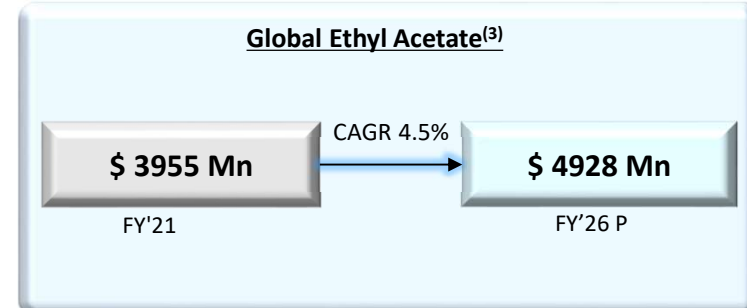 Global Ethyl Acetate(3)
CAGR 4.5%
$ 3955 Mn
$ 4928 Mn
FY'21
FY’26 P